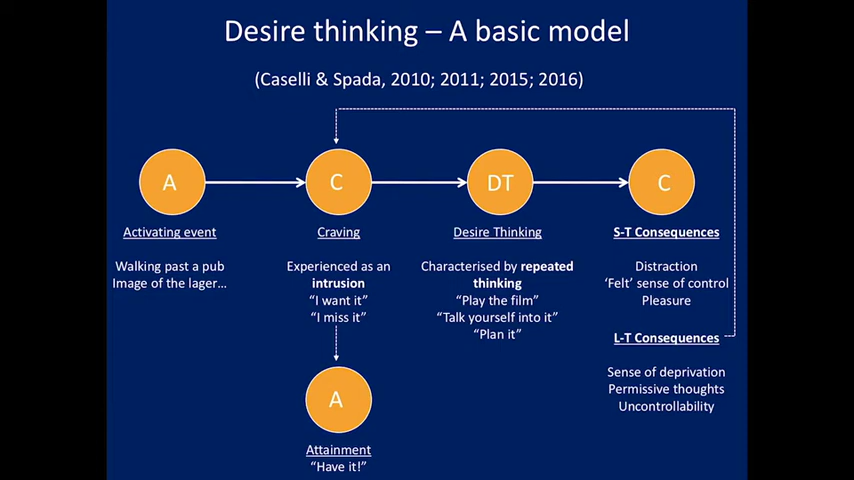 Desire thinking – A basic model
(Caselli & Spada, 2010; 2011; 2015; 2016)
A
C
DT
C
Activating event
Walking past a pub
Image of the lager…
Craving
Experienced as an
intrusion
“I want it”
“I miss it”
Desire Thinking
Characterised by repeated
thinking
“Play the film”
“Talk yourself into it”
“Plan it”
S-T Consequences
Distraction
‘Felt’ sense of control
Pleasure
L-T Consequences
Sense of deprivation
Permissive thoughts
Uncontrollability
A
Attainment
“Have it!”